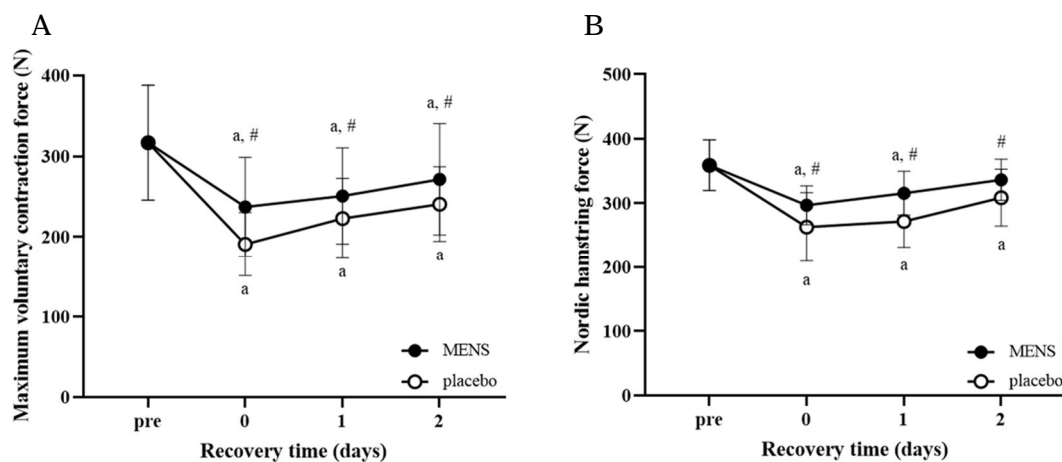 A
Maximum voluntary contraction force (N)
400
300
200
100
0
a, #
a, #
a, #
a
a
a
MENS
placebo
pre
0
1
2
Recovery time (days)
B
Nordic hamstring force (N)
500
400
300
200
100
0
a, #
a, #
#
a
a
a
MENS
placebo
pre
0
1
2
Recovery time (days)